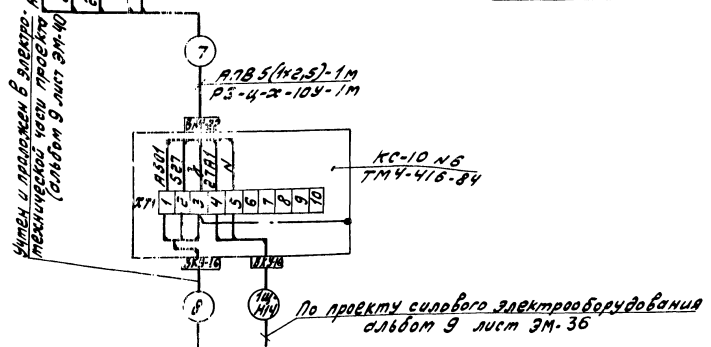 Учтен и проложен в электро-
технической части проекта
(альбом 9 лист ЭМ-40
7
АПВ 5(1х2,5)-1м
РЗ-Ц-Х-10У-1м
А501
527
27А1
N
КС-10 №6
ТМ4-416-84
ХТ1
1 2 3 4 5 6 7 8 9 10
8
По проекту силового электрооборудования
альбом 9 лист ЭМ-36